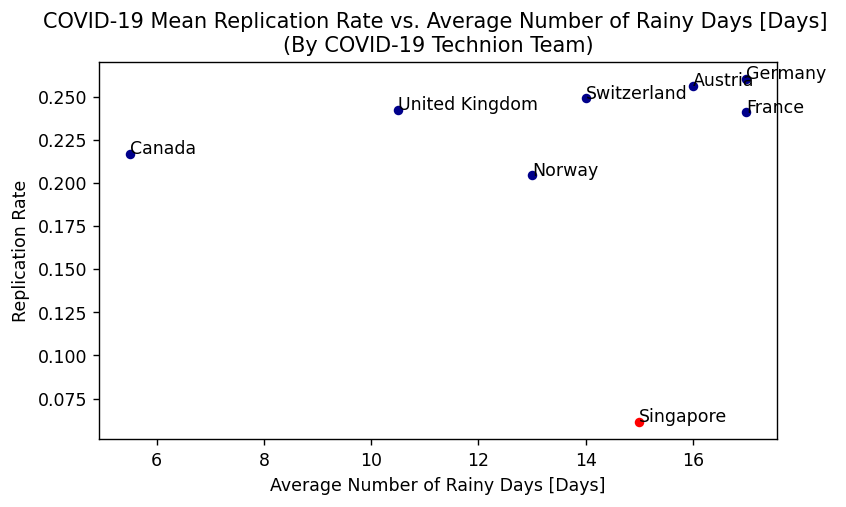 COVID-19 Mean Replication Rate vs. Average Number of Rainy Days [Days]
(By COVID-19 Technion Team)
Replication Rate
0.250
0.225
0.200
0.175
0.150
0.125
0.100
0.075
Germany
Austria
Switzerland
France
United Kingdom
Canada
Norway
Singapore
6 8 10 12 14 16
Average Number of Rainy Days [Days]